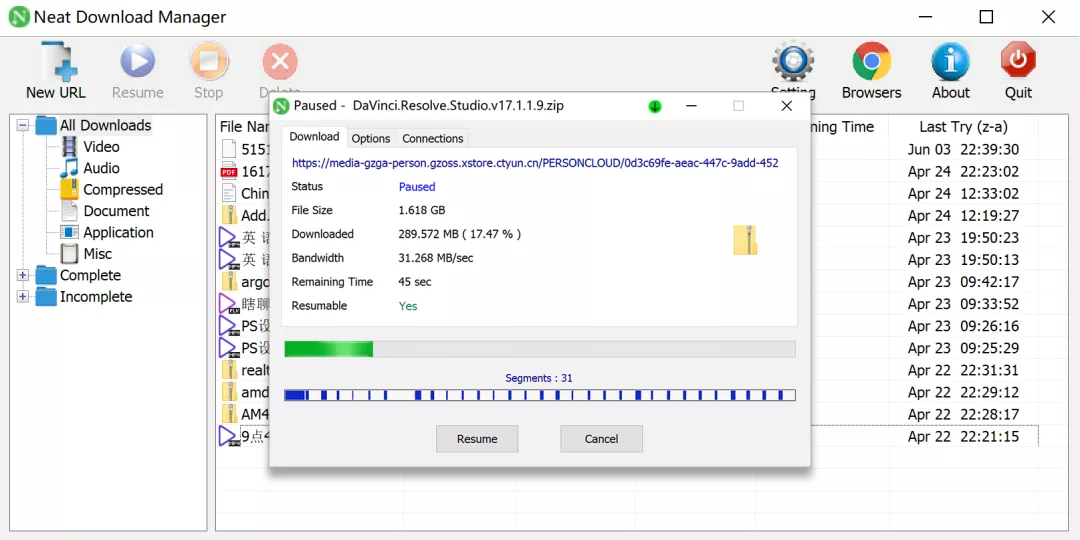 Neat Download Manager
New URL
Resume
Stop
Delete
Setting
Browsers
About
Quit
All Downloads
Video
Audio
Compressed
Document
Application
Misc
Complete
Incomplete
File Na
ning Time
Last Try (z-a)
5151
Jun 03 22:39:30
PDF
1617
Apr 24 22:23:02
Chin
Apr 24 12:33:02
Add.
Apr 24 12:19:27
英 语
Apr 23 19:50:23
英 语
Apr 23 19:50:13
argo
Apr 23 09:42:17
瞎聊
Apr 23 09:33:52
PS设
Apr 23 09:26:16
PS设
Apr 23 09:25:29
realt
Apr 22 22:31:31
amd
Apr 22 22:29:12
AM4
Apr 22 22:28:17
9点4
Apr 22 22:21:15
Paused - DaVinci.Resolve.Studio.v17.1.1.9.zip
Download
Options
Connections
https://media-gzga-person.gzoss.xstore.ctyun.cn/PERSONCLOUD/0d3c69fe-aeac-447c-9add-452
Status Paused
File Size 1.618 GB
Downloaded 289.572 MB ( 17.47 % )
Bandwidth 31.268 MB/sec
Remaining Time 45 sec
Resumable Yes
Segments : 31
Resume
Cancel